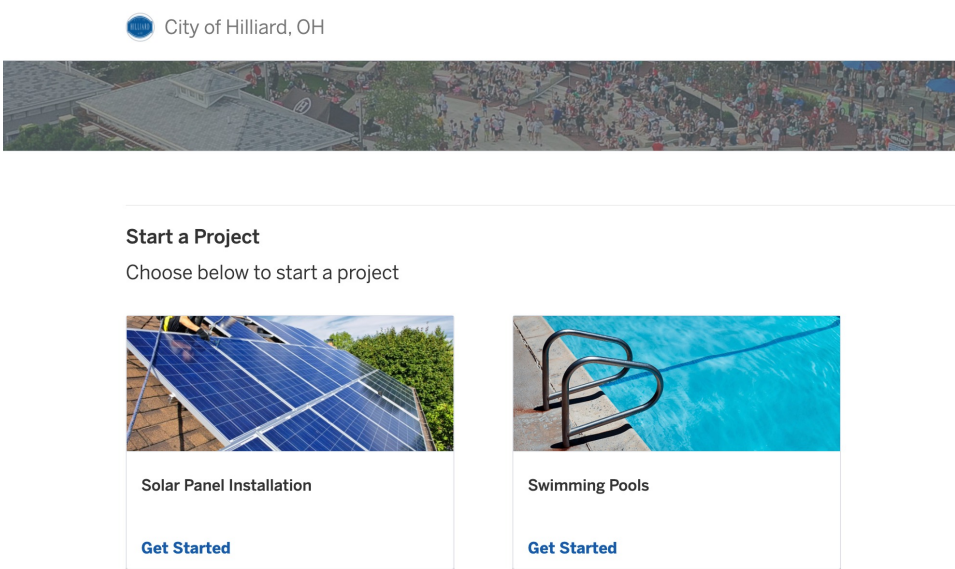 HILLIARD
City of Hilliard, OH
Start a Project
Choose below to start a project
Solar Panel Installation
Swimming Pools
Get Started
Get Started